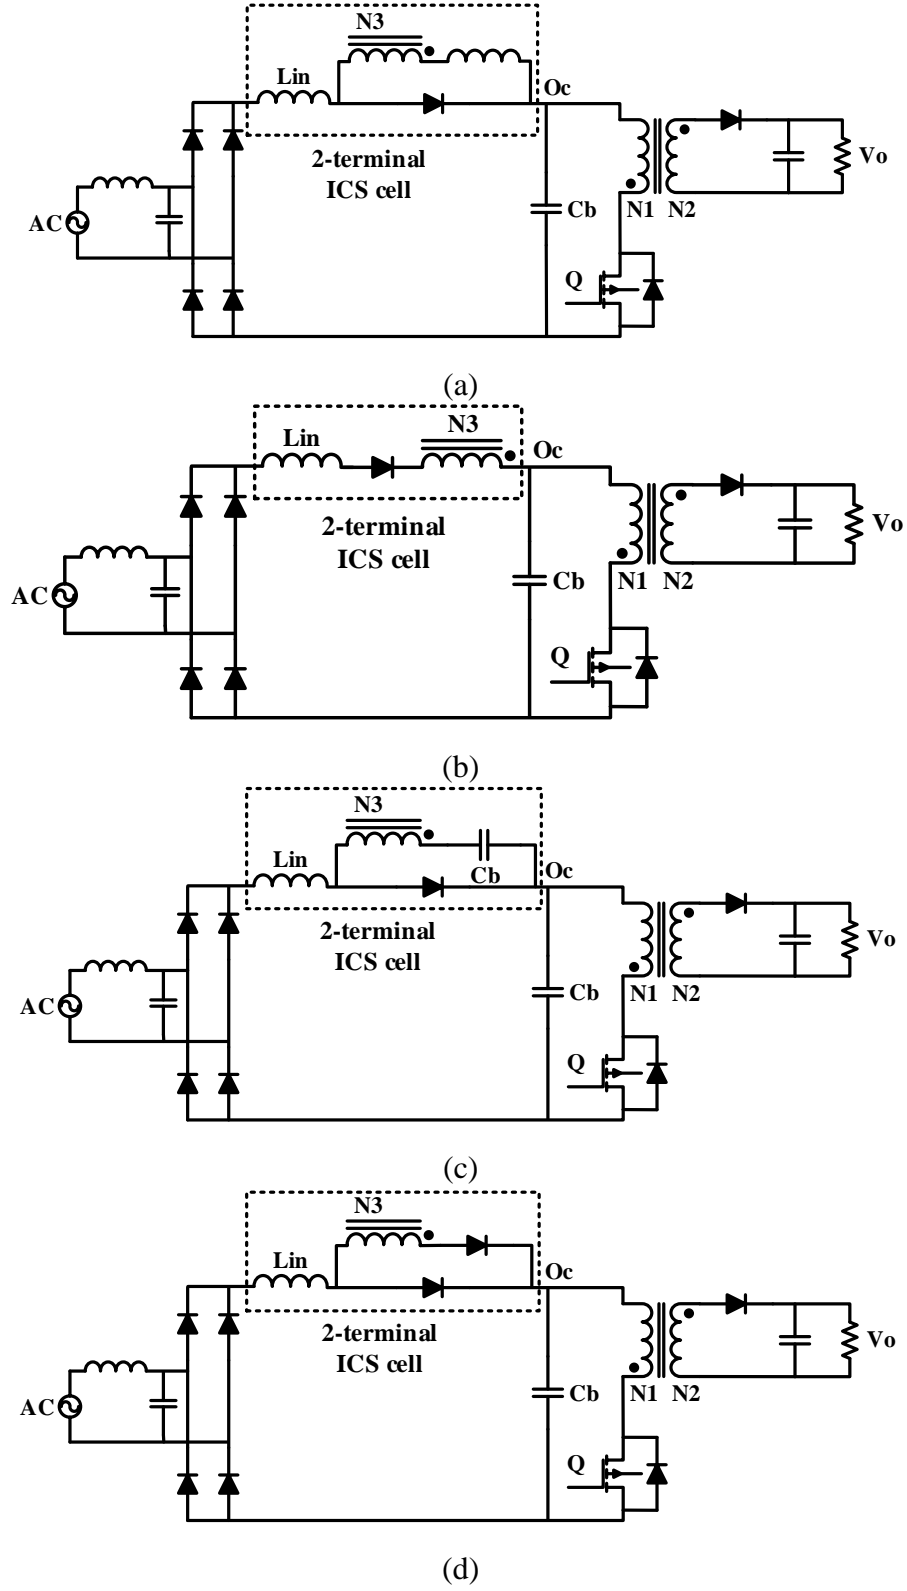 N3
Lin
Oc
2-terminal
ICS cell
AC
Cb
N1 N2
Vo
Q
(a)
N3
Lin
Oc
2-terminal
ICS cell
AC
Cb
N1 N2
Vo
Q
(b)
N3
Lin
Cb
Oc
2-terminal
ICS cell
AC
Cb
N1 N2
Vo
Q
(c)
N3
Lin
Oc
2-terminal
ICS cell
AC
Cb
N1 N2
Vo
Q
(d)